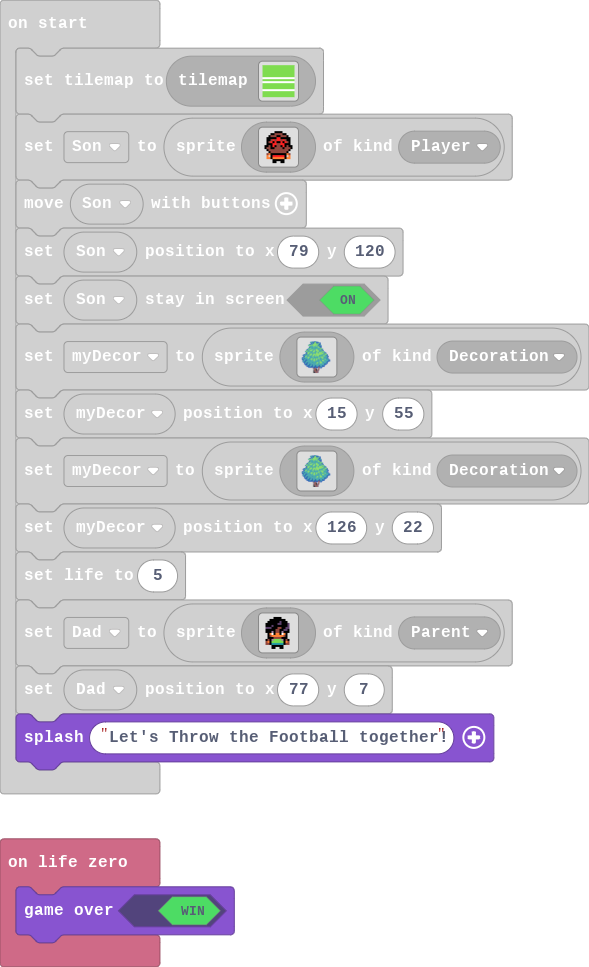 on start
set tilemap to tilemap
set Son to sprite of kind Player
move Son with buttons
set Son position to x 79 y 120
set Son stay in screen ON
set myDecor to sprite of kind Decoration
set myDecor position to x 15 y 55
set myDecor to sprite of kind Decoration
set myDecor position to x 126 y 22
set life to 5
set Dad to sprite of kind Parent
set Dad position to x 77 y 7
splash "Let's Throw the Football together!"
on life zero
game over WIN